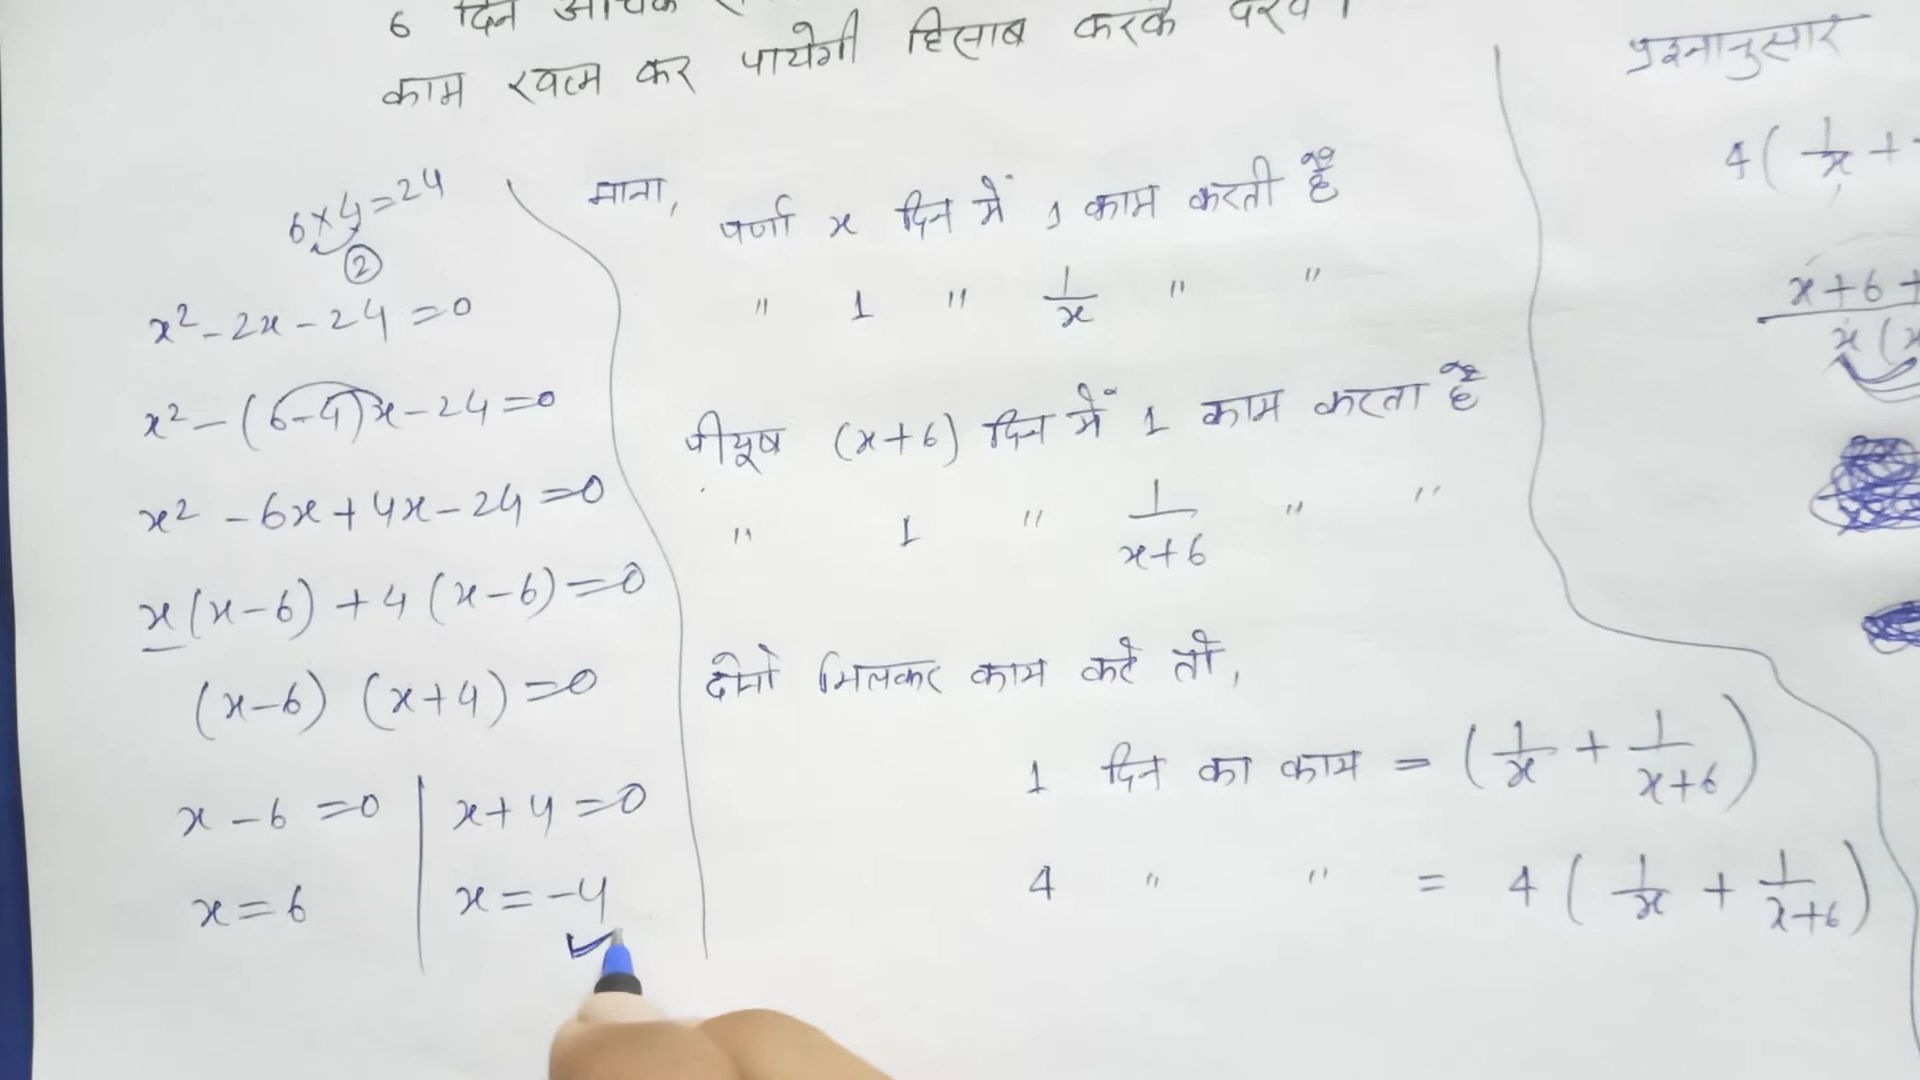 6 दिन अधिक
काम खत्म कर पायेगी हिसाब करके
6×4=24
2
x² - 2x - 24 = 0
x² - (6-4)x - 24 = 0
x² - 6x + 4x - 24 = 0
x(x-6) + 4(x-6) = 0
(x-6) (x+4) = 0
x - 6 = 0 | x + 4 = 0
x = 6 | x = -4
माना,
पर्णा x दिन में 1 काम करती है
" 1 " 1/x " "
पीयूष (x+6) दिन में 1 काम करता है
" 1 " 1/(x+6) " "
दोनों मिलकर काम करे तो,
1 दिन का काम = (1/x + 1/(x+6))
4 " " = 4(1/x + 1/(x+6))
प्रश्नानुसार
4(1/x +
x+6+
x(x